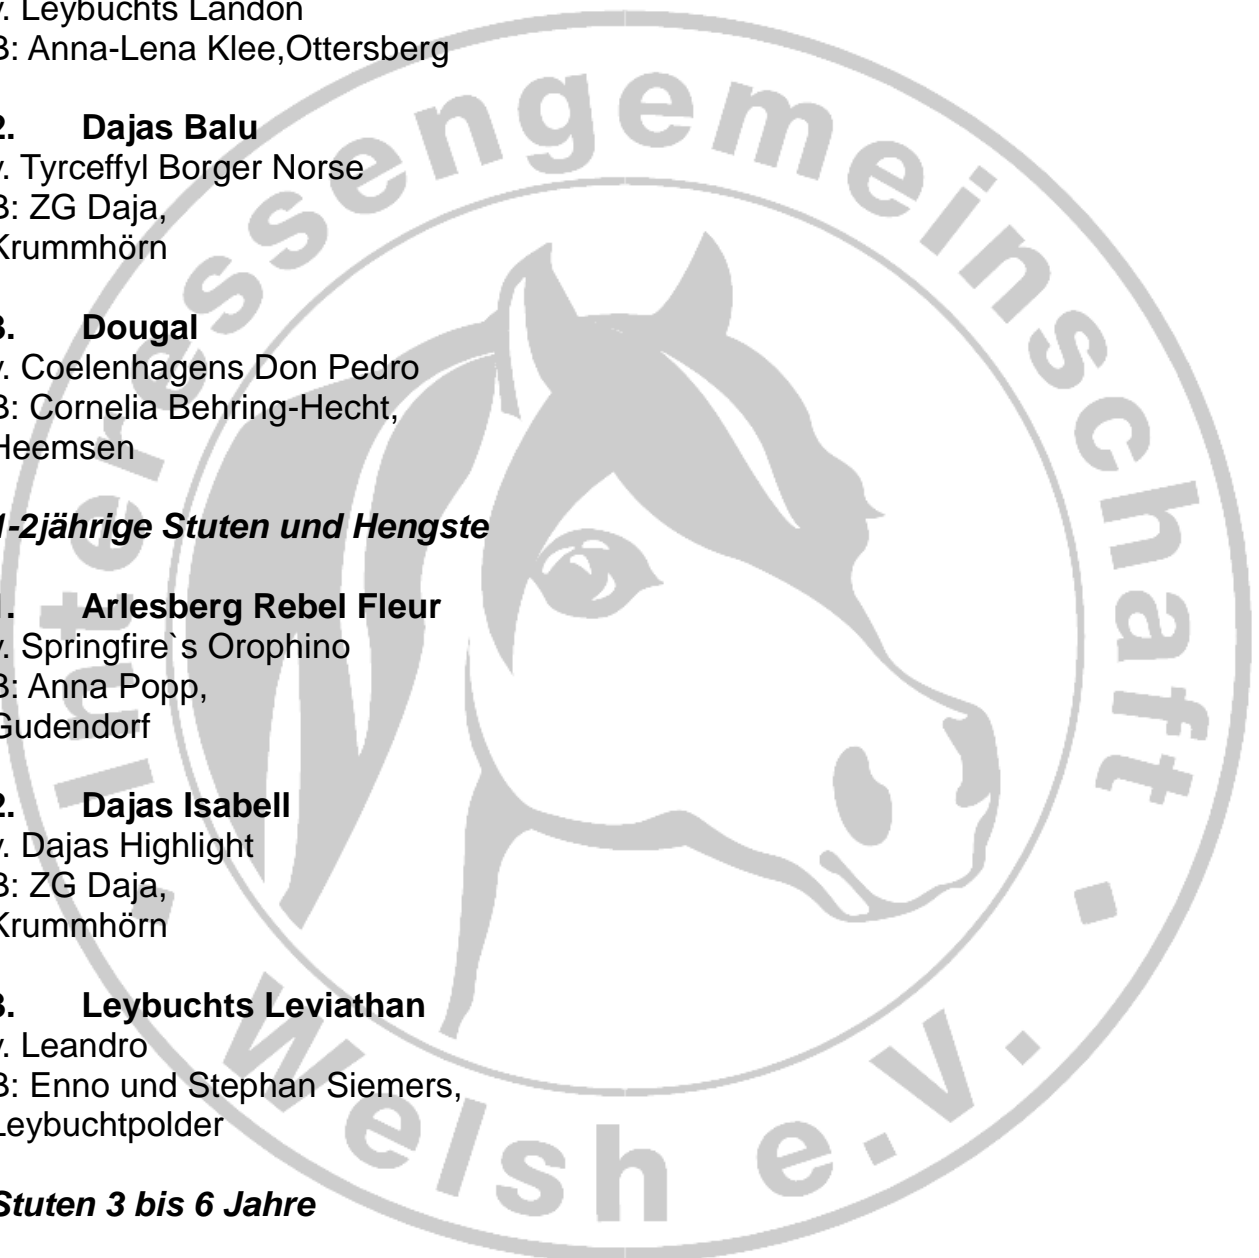 v. Leybuchts Landon
B: Anna-Lena Klee,Ottersberg
2. Dajas Balu
v. Tyrceffyl Borger Norse
B: ZG Daja,
Krummhörn
3. Dougal
v. Coelenhagens Don Pedro
B: Cornelia Behring-Hecht,
Heemsen
1-2jährige Stuten und Hengste
1. Arlesberg Rebel Fleur
v. Springfire`s Orophino
B: Anna Popp,
Gudendorf
2. Dajas Isabell
v. Dajas Highlight
B: ZG Daja,
Krummhörn
3. Leybuchts Leviathan
v. Leandro
B: Enno und Stephan Siemers,
Leybuchtpolder
Stuten 3 bis 6 Jahre
Interessengemeinschaft
Welsh e.V.